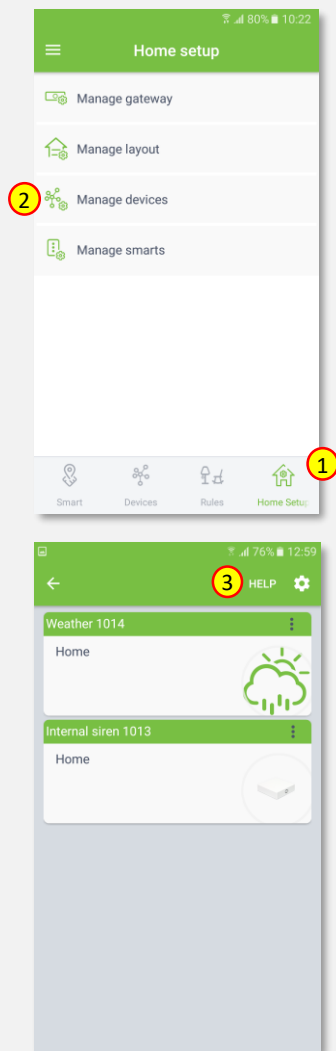 80% 10:22
Home setup
Manage gateway
Manage layout
2 Manage devices
Manage smarts
1
Smart Devices Rules Home Setup
76% 12:59
3 HELP
Weather 1014
Home
Internal siren 1013
Home